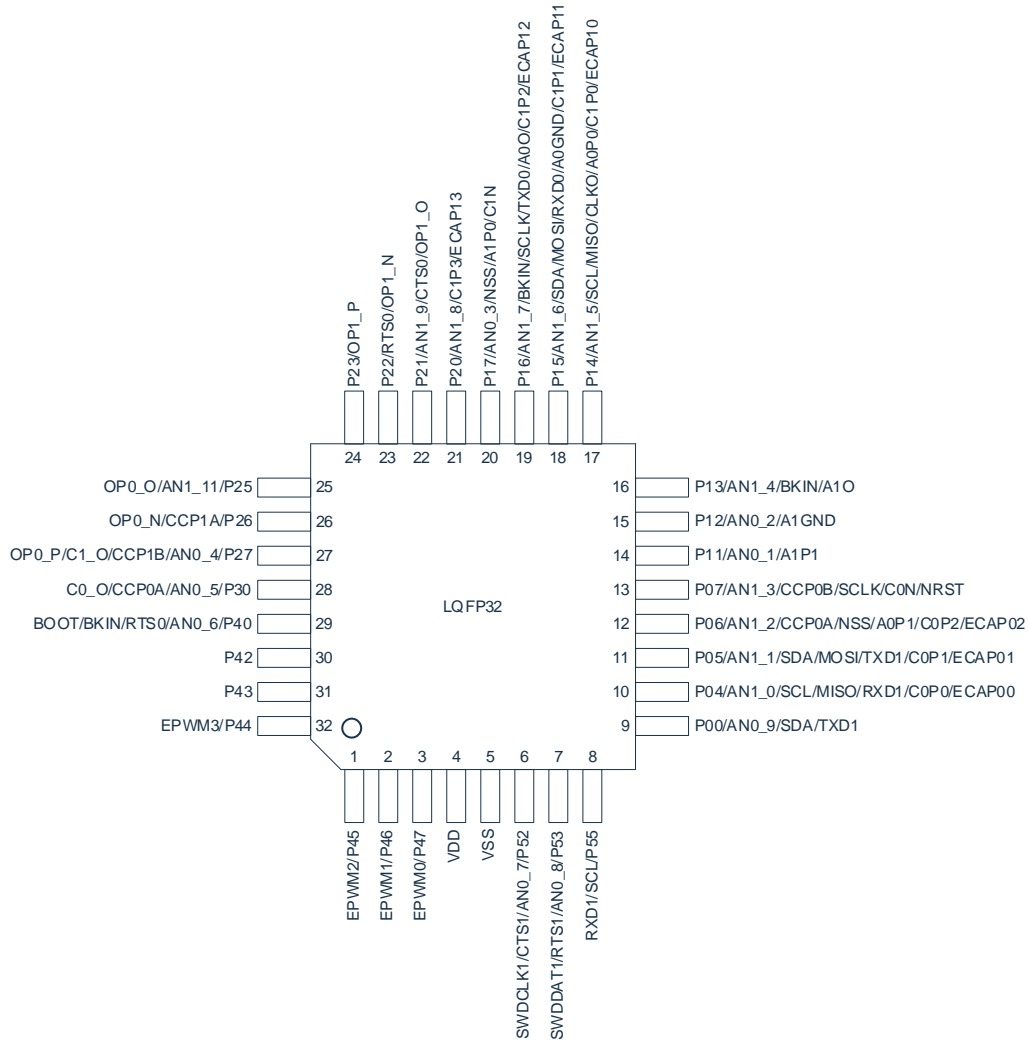 P23/OP1_P
P22/RTS0/OP1_N
P21/AN1_9/CTS0/OP1_O
P20/AN1_8/C1P3/ECAP13
P17/AN0_3/NSS/A1P0/C1N
P16/AN1_7/BKIN/SCLK/TXD0/A0O/C1P2/ECAP12
P15/AN1_6/SDA/MOSI/RXD0/A0GND/C1P1/ECAP11
P14/AN1_5/SCL/MISO/CLKO/A0P0/C1P0/ECAP10
24 23 22 21 20 19 18 17
OP0_O/AN1_11/P25 25
OP0_N/CCP1A/P26 26
OP0_P/C1_O/CCP1B/AN0_4/P27 27
C0_O/CCP0A/AN0_5/P30 28
BOOT/BKIN/RTS0/AN0_6/P40 29
P42 30
P43 31
EPWM3/P44 32
LQFP32
16 P13/AN1_4/BKIN/A1O
15 P12/AN0_2/A1GND
14 P11/AN0_1/A1P1
13 P07/AN1_3/CCP0B/SCLK/C0N/NRST
12 P06/AN1_2/CCP0A/NSS/A0P1/C0P2/ECAP02
11 P05/AN1_1/SDA/MOSI/TXD1/C0P1/ECAP01
10 P04/AN1_0/SCL/MISO/RXD1/C0P0/ECAP00
9 P00/AN0_9/SDA/TXD1
1 2 3 4 5 6 7 8
EPWM2/P45
EPWM1/P46
EPWM0/P47
VDD
VSS
SWDCLK1/CTS1/AN0_7/P52
SWDDAT1/RTS1/AN0_8/P53
RXD1/SCL/P55